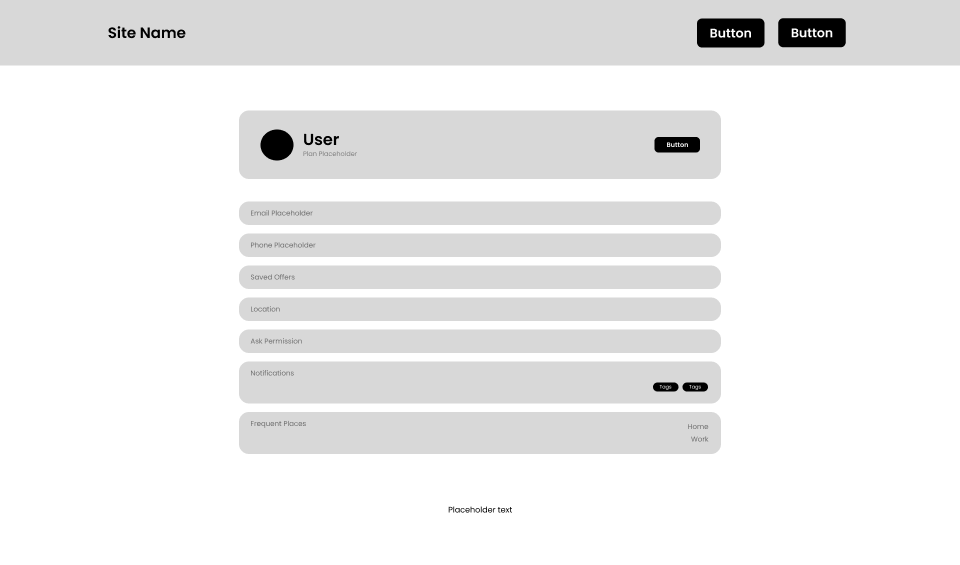 Site Name
Button
Button
User
Plan Placeholder
Button
Email Placeholder
Phone Placeholder
Saved Offers
Location
Ask Permission
Notifications
Tags
Tags
Frequent Places
Home
Work
Placeholder text